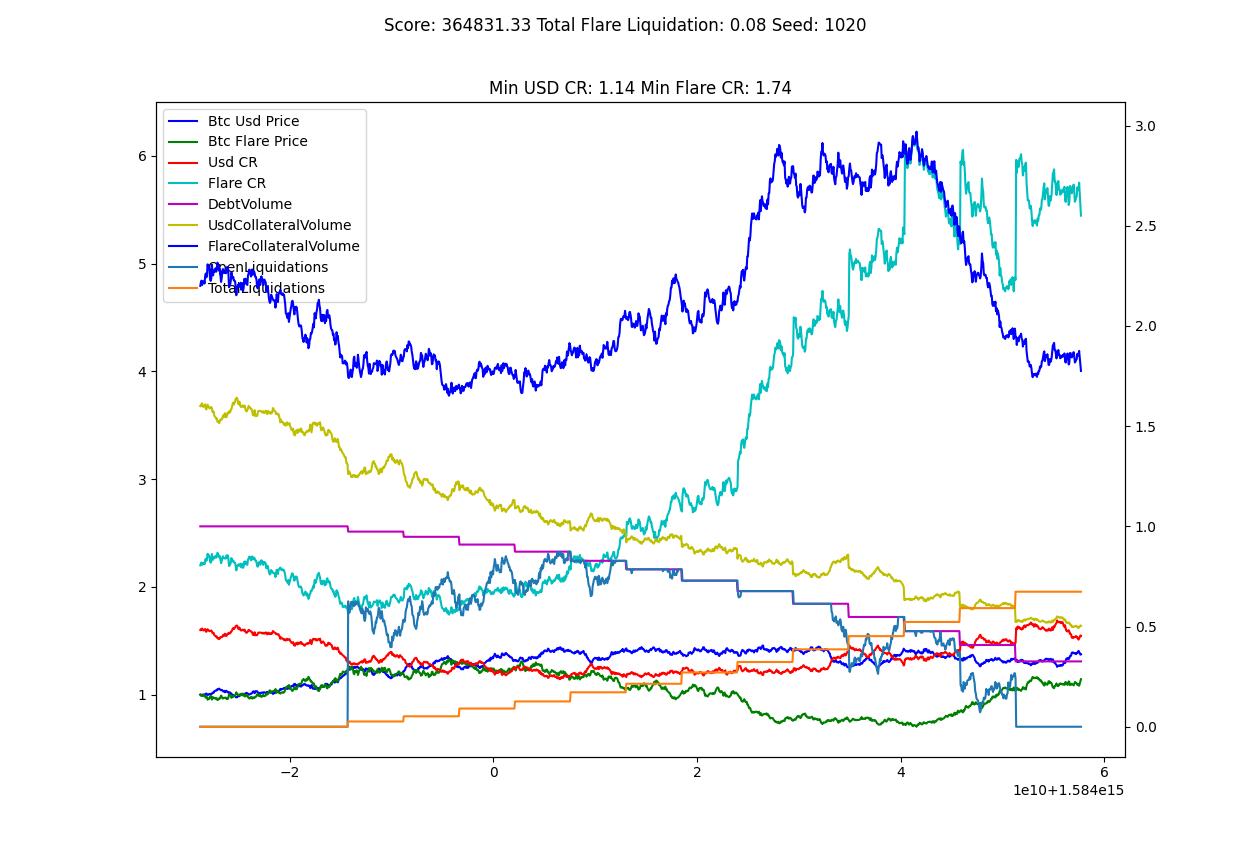 Score: 364831.33 Total Flare Liquidation: 0.08 Seed: 1020
Min USD CR: 1.14 Min Flare CR: 1.74
Btc Usd Price
Btc Flare Price
Usd CR
Flare CR
DebtVolume
UsdCollateralVolume
FlareCollateralVolume
OpenLiquidations
TotalLiquidations
6
5
4
3
2
1
3.0
2.5
2.0
1.5
1.0
0.5
0.0
−2
0
2
4
6
1e10+1.584e15